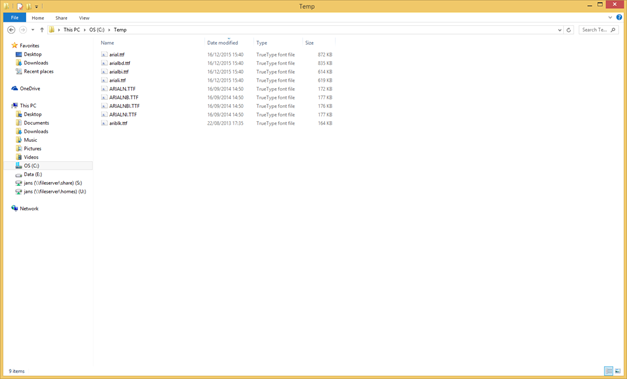 Temp
File Home Share View
This PC OS (C:) Temp
Search Te...
Name Date modified Type Size
Favorites
Desktop
Downloads
Recent places
OneDrive
This PC
Desktop
Documents
Downloads
Music
Pictures
Videos
OS (C:)
Data (E:)
jans (\\fileserver\share) (S:)
jans (\\fileserver\homes) (U:)
Network
arial.ttf 16/12/2015 15:40 TrueType font file 872 KB
arialbd.ttf 16/12/2015 15:40 TrueType font file 835 KB
arialbi.ttf 16/12/2015 15:40 TrueType font file 614 KB
ariali.ttf 16/12/2015 15:40 TrueType font file 619 KB
ARIALN.TTF 16/09/2014 14:50 TrueType font file 172 KB
ARIALNB.TTF 16/09/2014 14:50 TrueType font file 177 KB
ARIALNBI.TTF 16/09/2014 14:50 TrueType font file 176 KB
ARIALNI.TTF 16/09/2014 14:50 TrueType font file 177 KB
ariblk.ttf 22/08/2013 17:35 TrueType font file 164 KB
9 items